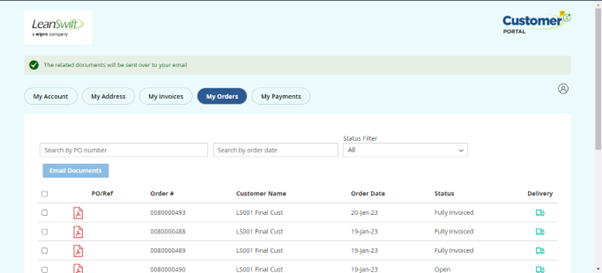 LeanSwift
a wipro company
Customer
PORTAL
The related documents will be sent over to your email
My Account
My Address
My Invoices
My Orders
My Payments
Status Filter
Search by PO number
Search by order date
All
Email Documents
PO/Ref Order # Customer Name Order Date Status Delivery
0080000493 LS001 Final Cust 20-Jan-23 Fully Invoiced
0080000488 LS001 Final Cust 19-Jan-23 Fully Invoiced
0080000489 LS001 Final Cust 19-Jan-23 Fully Invoiced
0080000490 LS001 Final Cust 19-Jan-23 Open